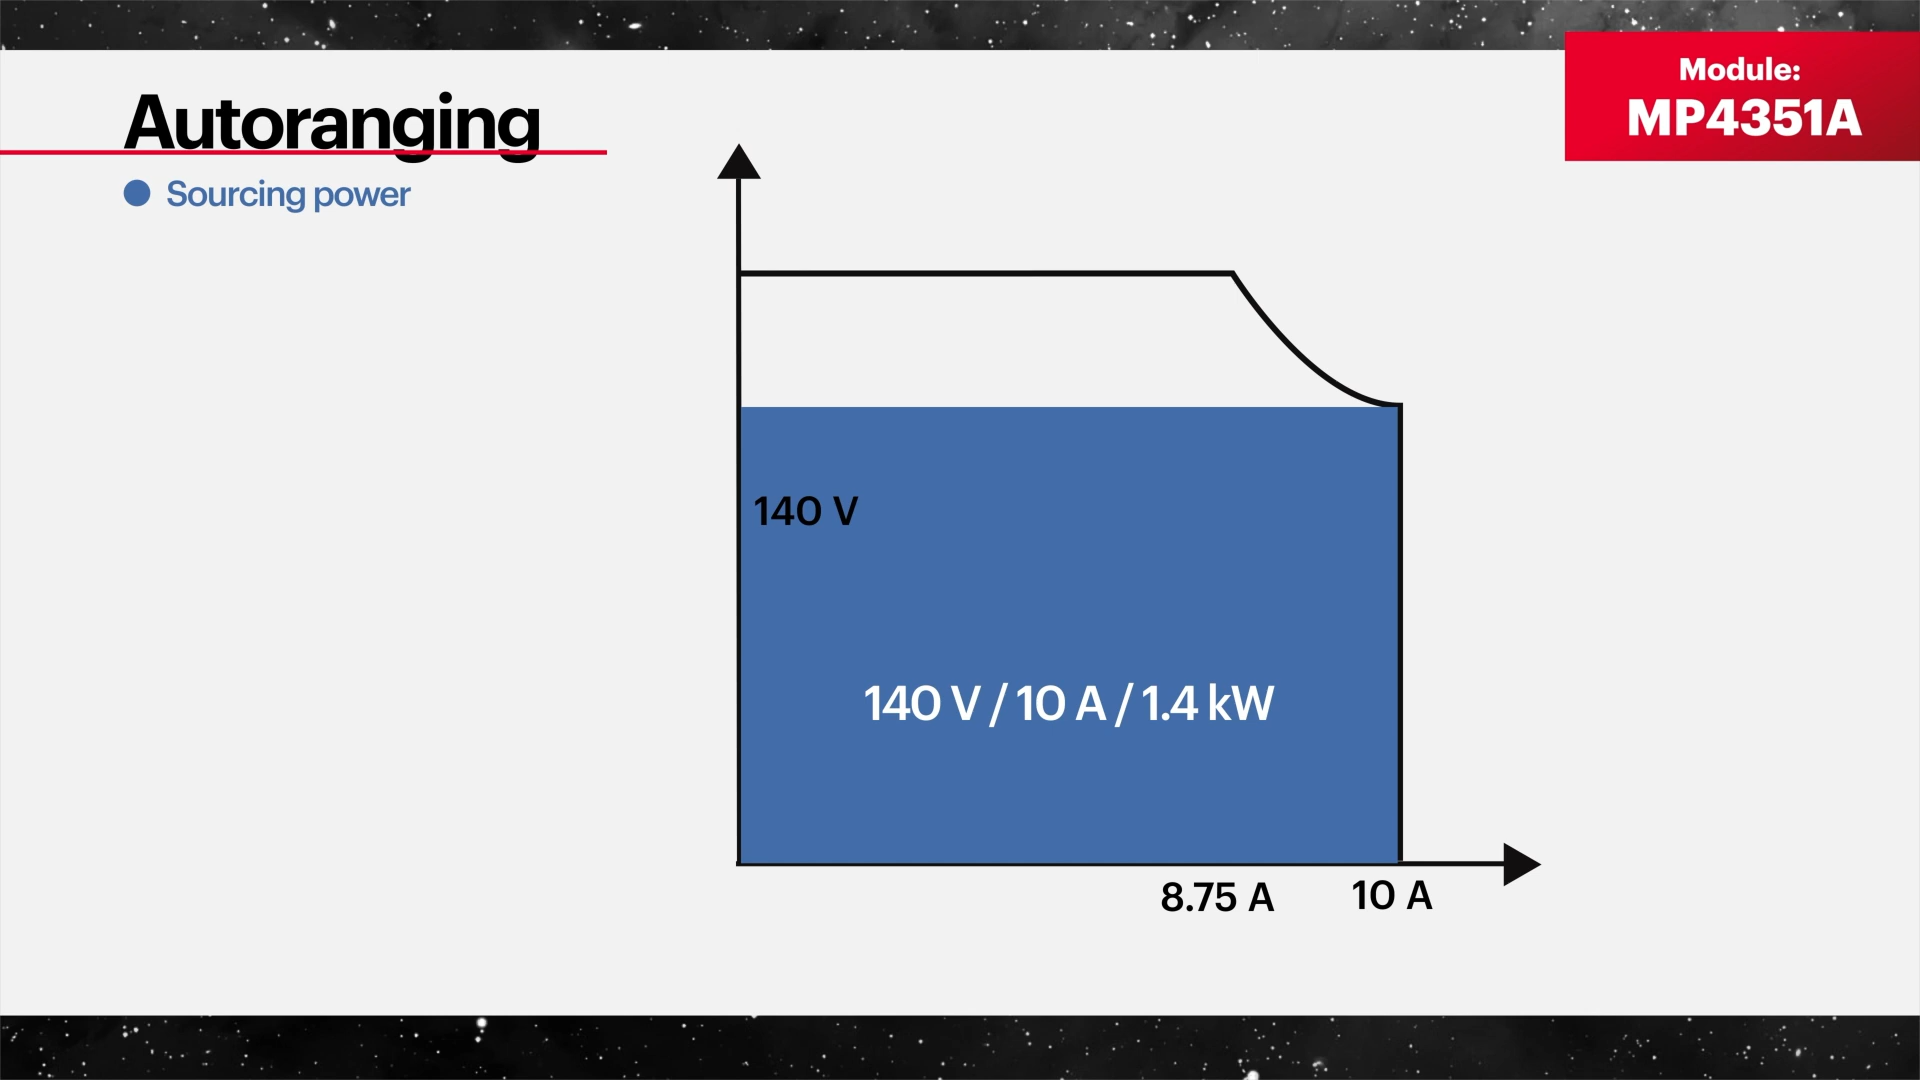 Module:
MP4351A
Autoranging
Sourcing power
140 V
140 V / 10 A / 1.4 kW
8.75 A
10 A